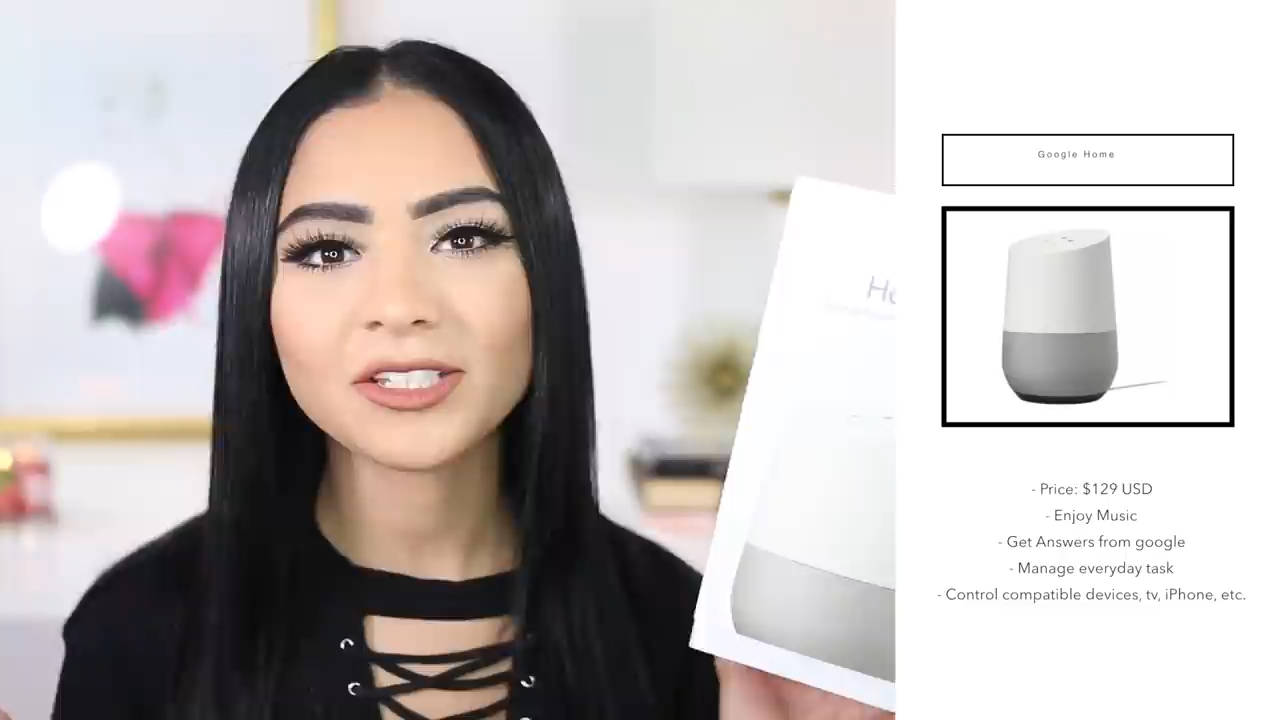 Google Home
- Price: $129 USD
- Enjoy Music
- Get Answers from google
- Manage everyday task
- Control compatible devices, tv, iPhone, etc.